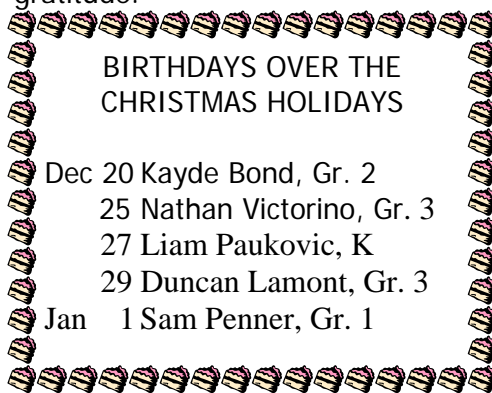 BIRTHDAYS OVER THE
CHRISTMAS HOLIDAYS
Dec 20 Kayde Bond, Gr. 2
25 Nathan Victorino, Gr. 3
27 Liam Paukovic, K
29 Duncan Lamont, Gr. 3
Jan 1 Sam Penner, Gr. 1